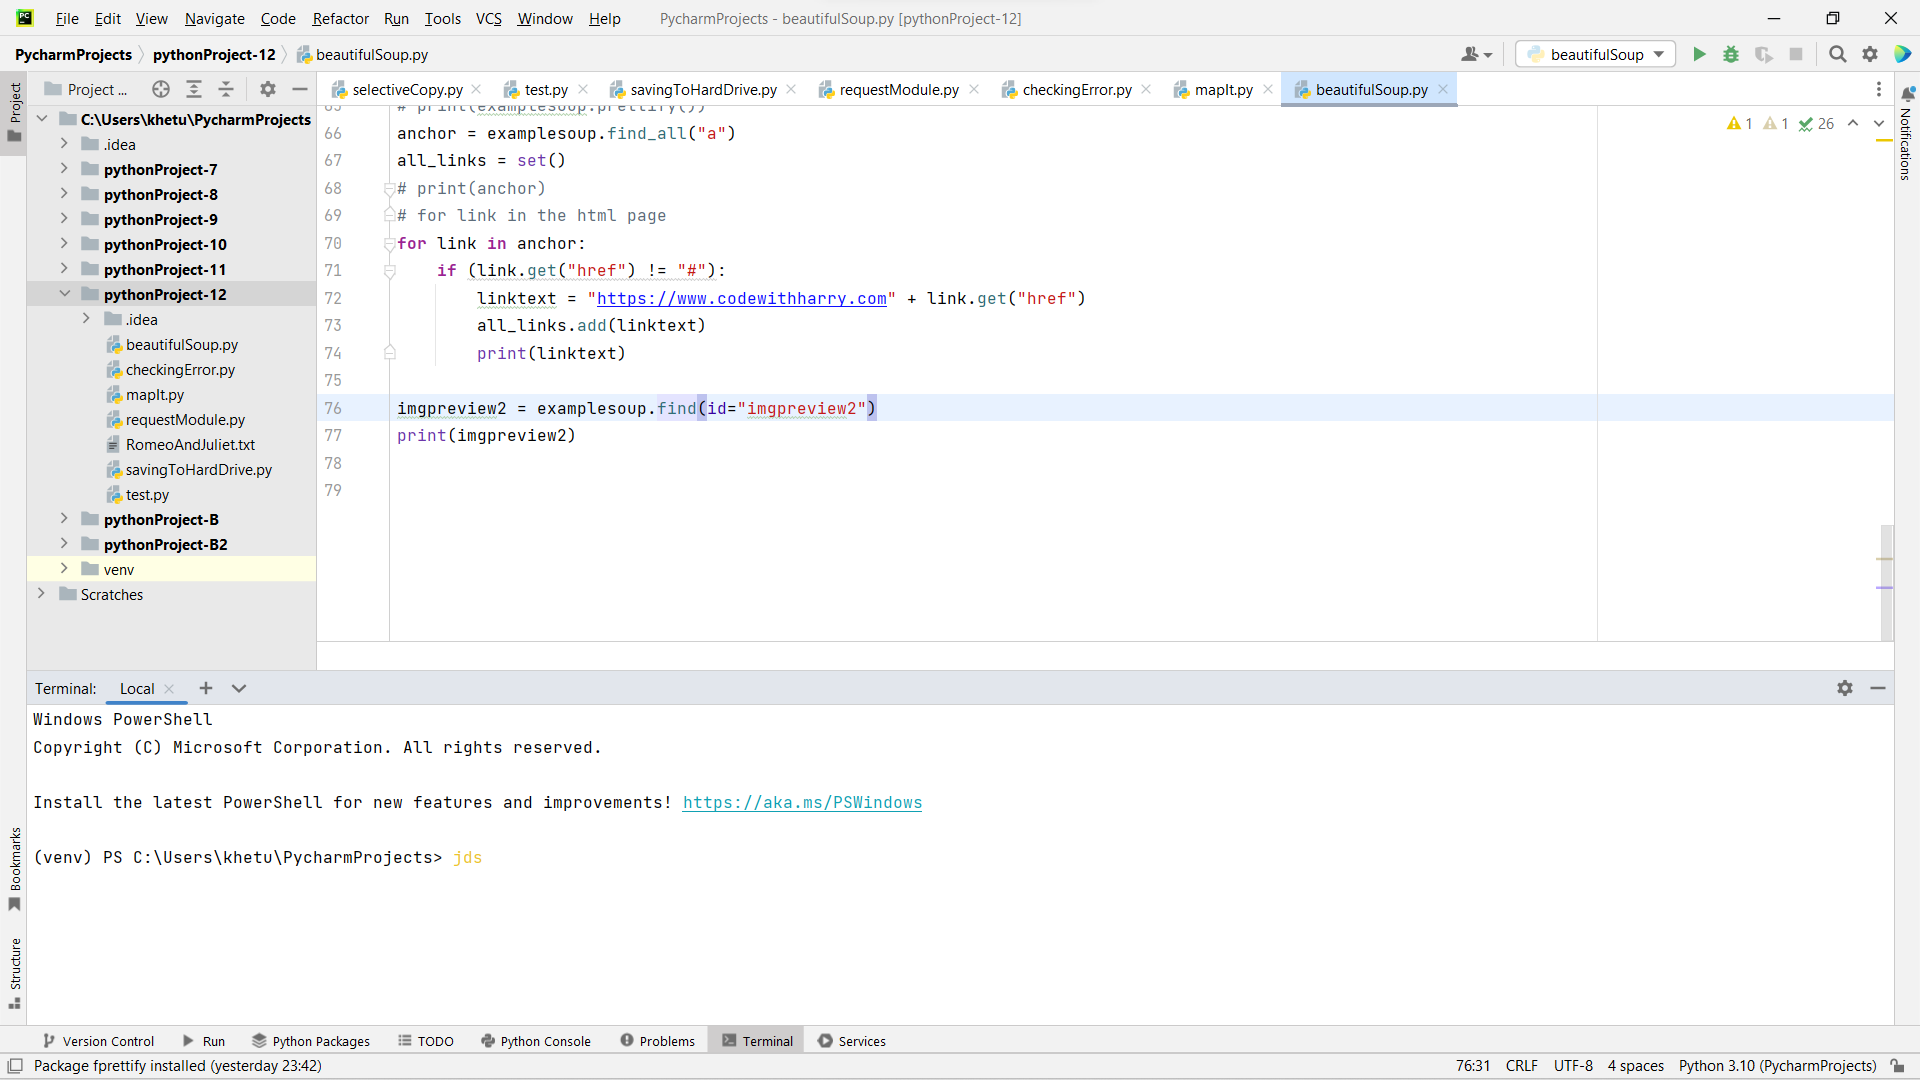 File Edit View Navigate Code Refactor Run Tools VCS Window Help PycharmProjects - beautifulSoup.py [pythonProject-12]
PycharmProjects pythonProject-12 beautifulSoup.py beautifulSoup
Project ...
selectiveCopy.py test.py savingToHardDrive.py requestModule.py checkingError.py mapIt.py beautifulSoup.py
Project
Notifications
C:\Users\khetu\PycharmProjects
.idea
pythonProject-7
pythonProject-8
pythonProject-9
pythonProject-10
pythonProject-11
pythonProject-12
.idea
beautifulSoup.py
checkingError.py
mapIt.py
requestModule.py
RomeoAndJuliet.txt
savingToHardDrive.py
test.py
pythonProject-B
pythonProject-B2
venv
Scratches
1 1 26
65 # print(examplesoup.prettify())
66 anchor = examplesoup.find_all("a")
67 all_links = set()
68 # print(anchor)
69 # for link in the html page
70 for link in anchor:
71 if (link.get("href") != "#"):
72 linktext = "https://www.codewithharry.com" + link.get("href")
73 all_links.add(linktext)
74 print(linktext)
75
76 imgpreview2 = examplesoup.find(id="imgpreview2")
77 print(imgpreview2)
78
79
Terminal: Local
Windows PowerShell
Copyright (C) Microsoft Corporation. All rights reserved.
Install the latest PowerShell for new features and improvements! https://aka.ms/PSWindows
(venv) PS C:\Users\khetu\PycharmProjects> jds
Bookmarks
Structure
Version Control Run Python Packages TODO Python Console Problems Terminal Services
Package fprettify installed (yesterday 23:42) 76:31 CRLF UTF-8 4 spaces Python 3.10 (PycharmProjects)